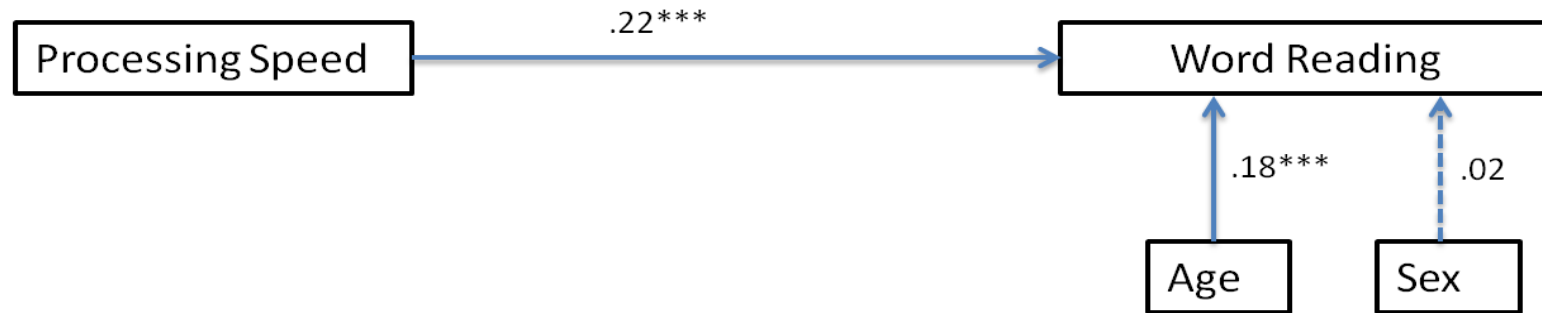 .22***
Processing Speed
Word Reading
.18***
.02
Age
Sex